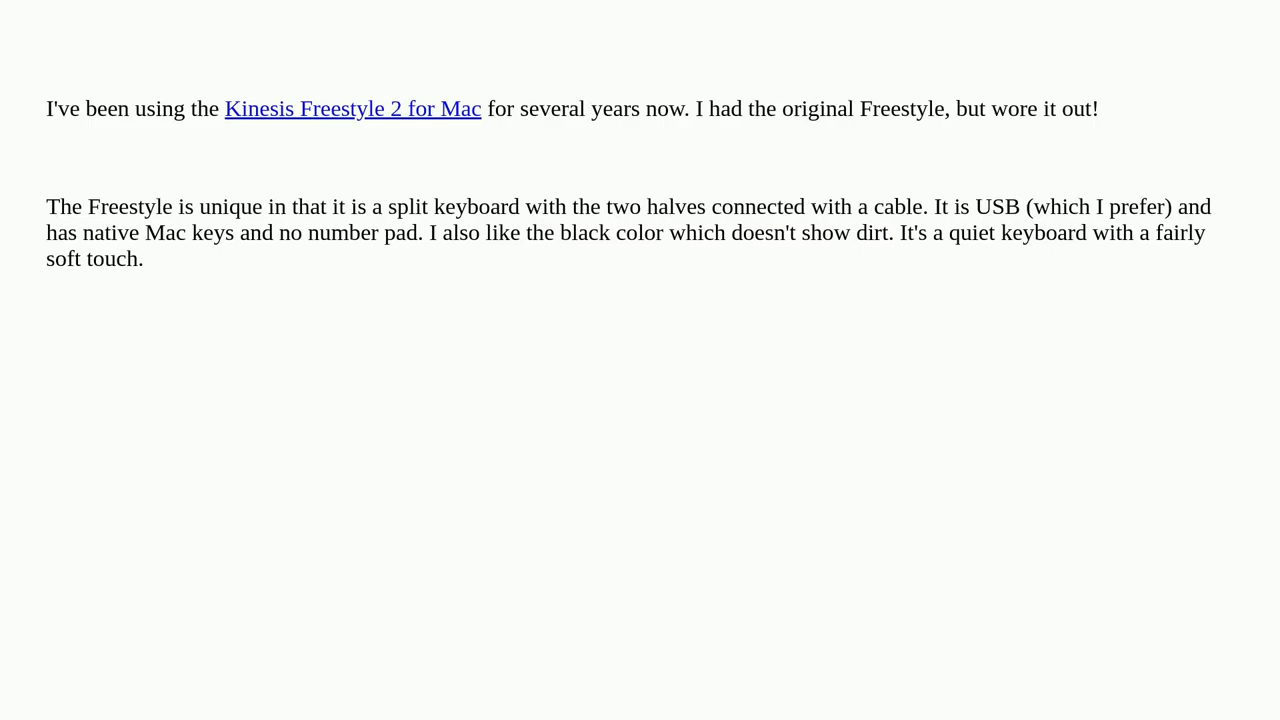 I've been using the Kinesis Freestyle 2 for Mac for several years now. I had the original Freestyle, but wore it out!
The Freestyle is unique in that it is a split keyboard with the two halves connected with a cable. It is USB (which I prefer) and
has native Mac keys and no number pad. I also like the black color which doesn't show dirt. It's a quiet keyboard with a fairly
soft touch.